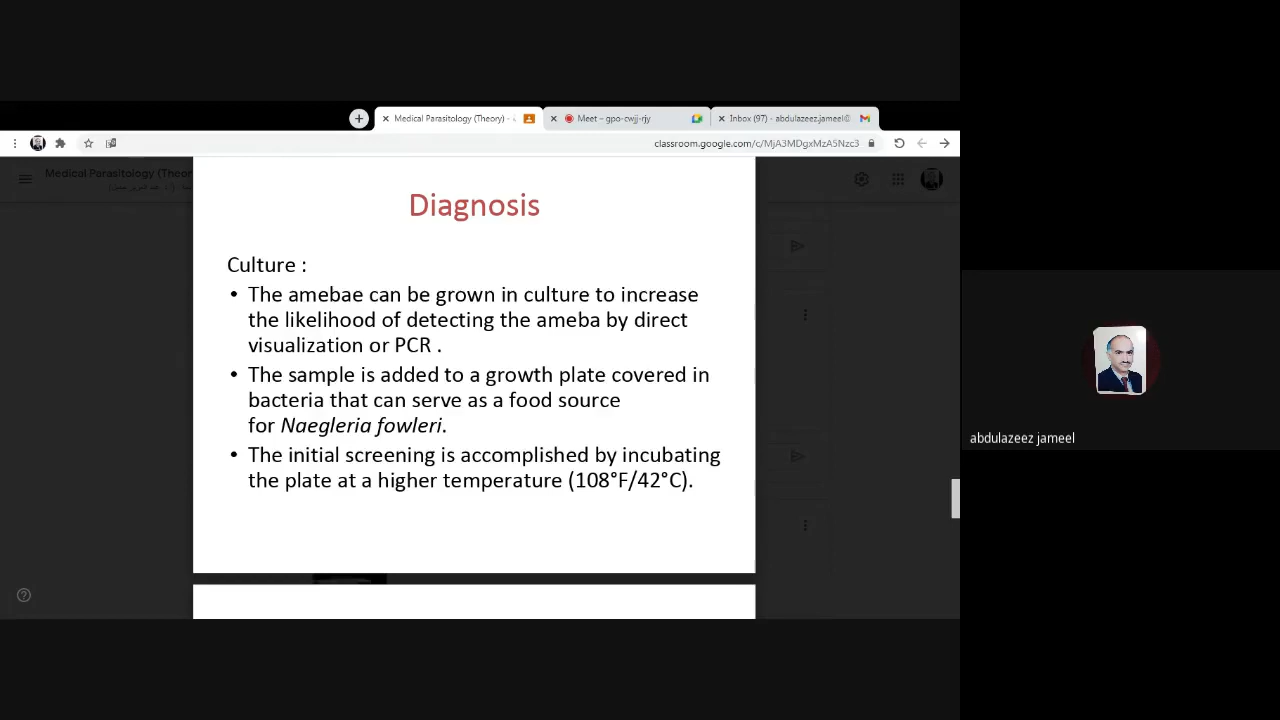 Medical Parasitology (Theory) -
Meet – gpo-cwjj-rjy
Inbox (97) - abdulazeez.jameel@
classroom.google.com/c/MjA3MDgxMzA5Nzc3
Medical Parasitology (Theor
Diagnosis
Culture :
• The amebae can be grown in culture to increase
the likelihood of detecting the ameba by direct
visualization or PCR .
• The sample is added to a growth plate covered in
bacteria that can serve as a food source
for Naegleria fowleri.
• The initial screening is accomplished by incubating
the plate at a higher temperature (108°F/42°C).
abdulazeez jameel